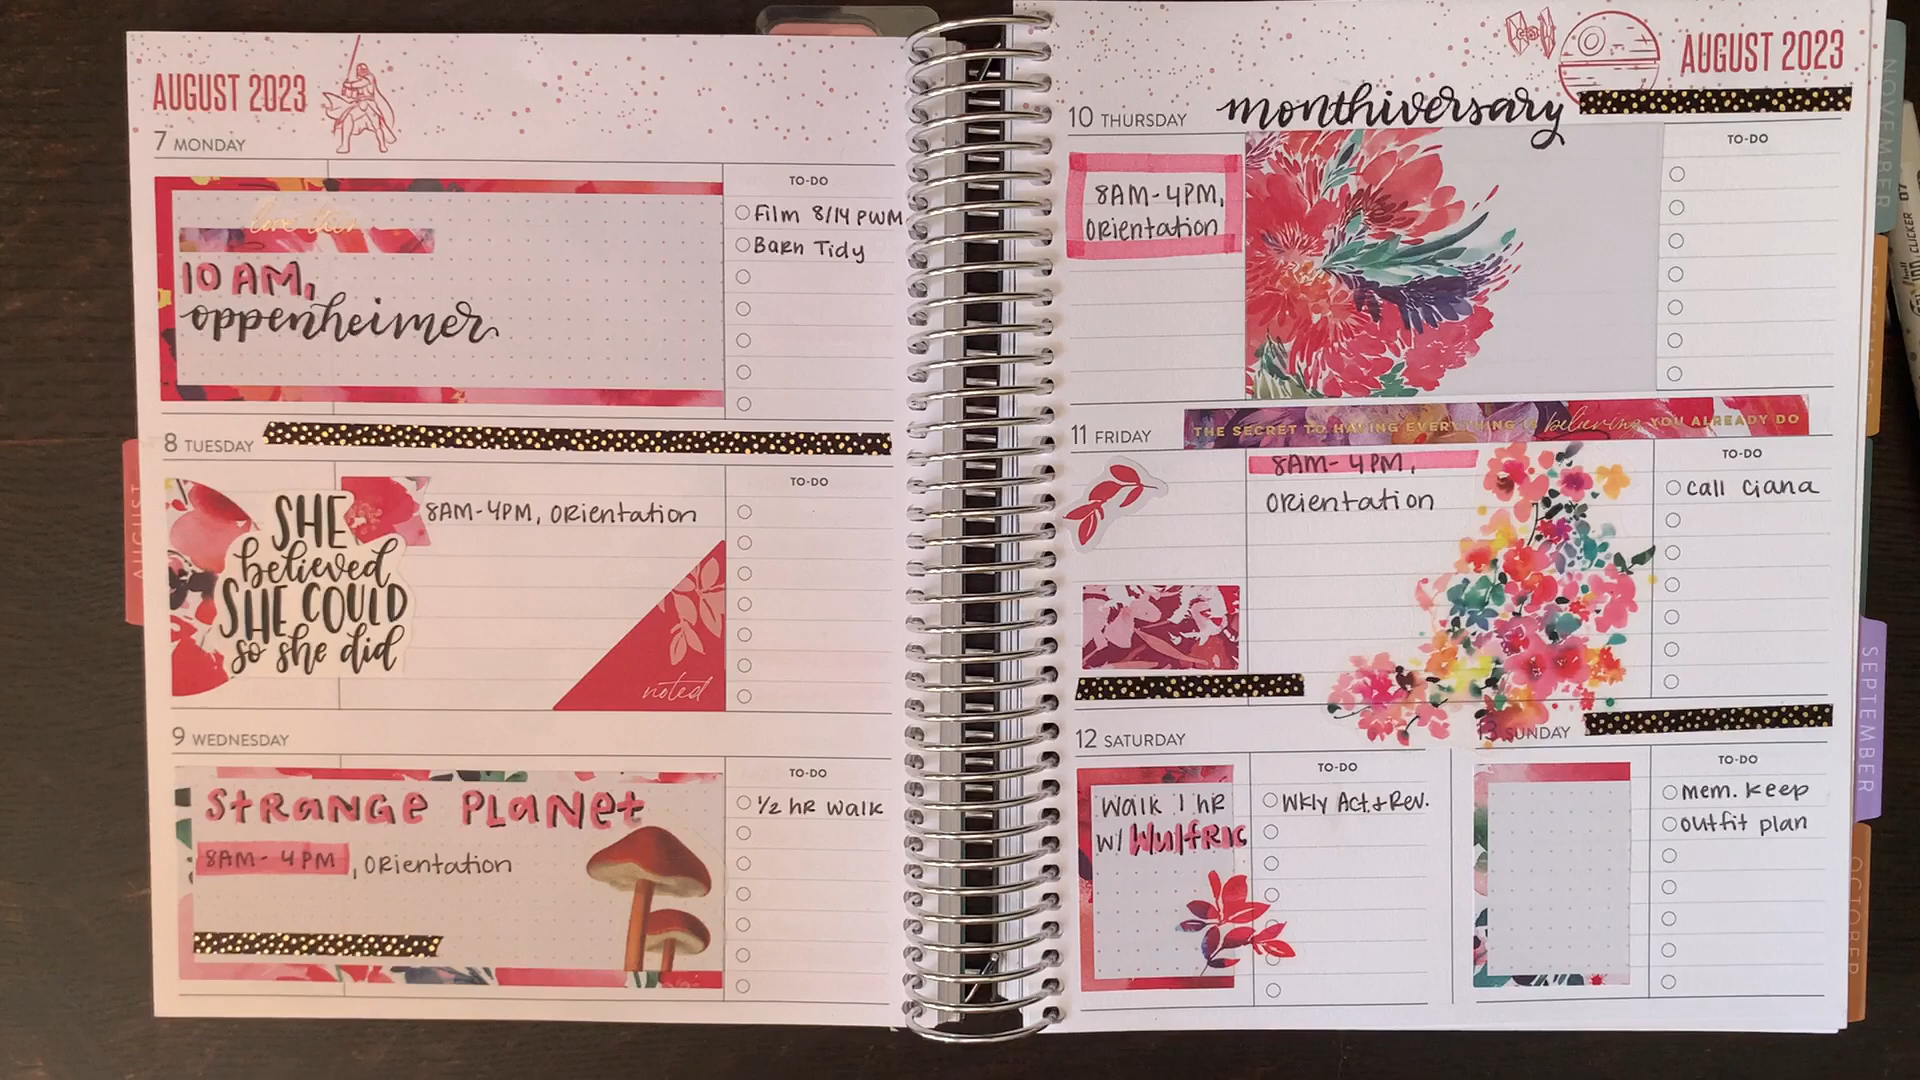 AUGUST 2023
7 MONDAY
TO-DO
Film 8/14 PWM
Barn Tidy
love this
10 AM,
oppenheimer
8 TUESDAY
TO-DO
SHE
believed
SHE COULD
so she did
8AM-4PM, Orientation
noted
9 WEDNESDAY
TO-DO
1/2 hr walk
Strange Planet
8AM-4PM, Orientation
AUGUST
AUGUST 2023
10 THURSDAY
monthiversary
TO-DO
8AM-4PM,
Orientation
11 FRIDAY
THE SECRET TO HAVING EVERYTHING IS believing YOU ALREADY DO
TO-DO
8AM-4PM,
Orientation
call Ciana
12 SATURDAY
TO-DO
Walk 1 hr
w/ Wulfric
Wkly Act.+Rev.
13 SUNDAY
TO-DO
Mem. Keep
outfit plan
NOVEMBER
SEPTEMBER
OCTOBER
CLICKER